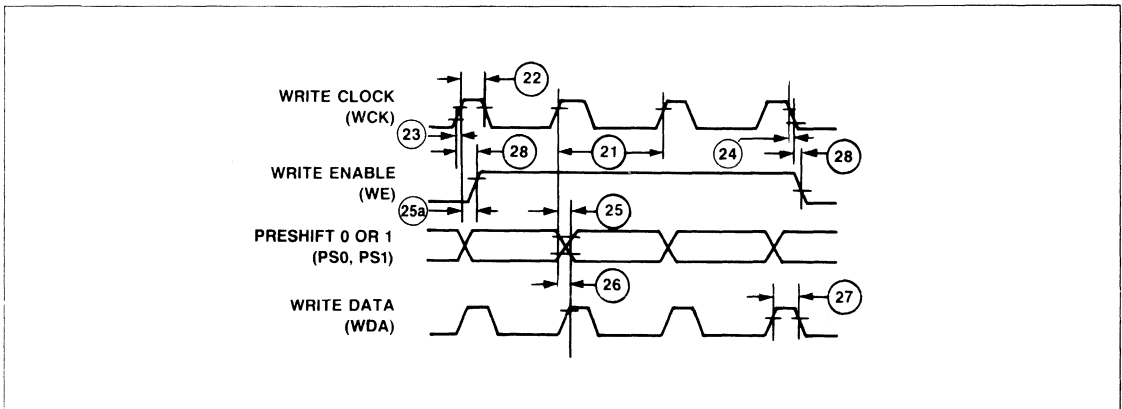 22
WRITE CLOCK
(WCK)
23
28
21
24
28
WRITE ENABLE
(WE)
25a
25
PRESHIFT 0 OR 1
(PS0, PS1)
26
27
WRITE DATA
(WDA)